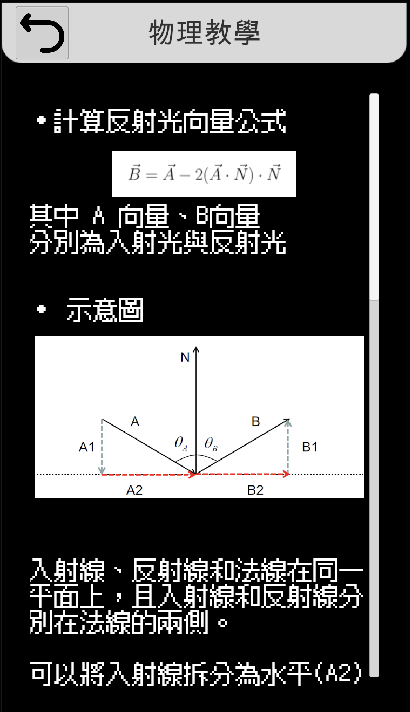 物理教學
•計算反射光向量公式
$\vec{B} = \vec{A} - 2(\vec{A} \cdot \vec{N}) \cdot \vec{N}$
其中 A 向量、B向量
分別為入射光與反射光
• 示意圖
N
A
B
A1
θ
θ
B1
A2
B2
入射線、反射線和法線在同一
平面上，且入射線和反射線分
別在法線的兩側。
可以將入射線拆分為水平(A2)